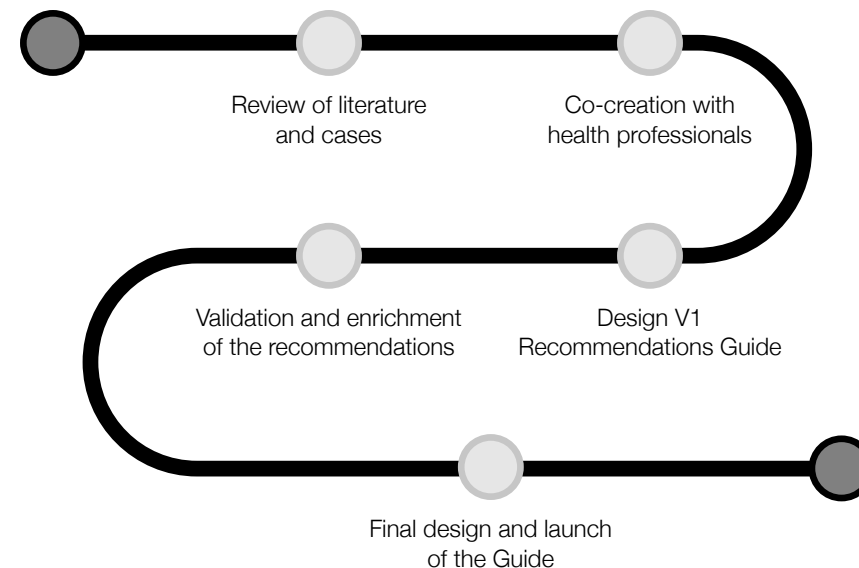 Review of literature
and cases
Co-creation with
health professionals
Validation and enrichment
of the recommendations
Design V1
Recommendations Guide
Final design and launch
of the Guide